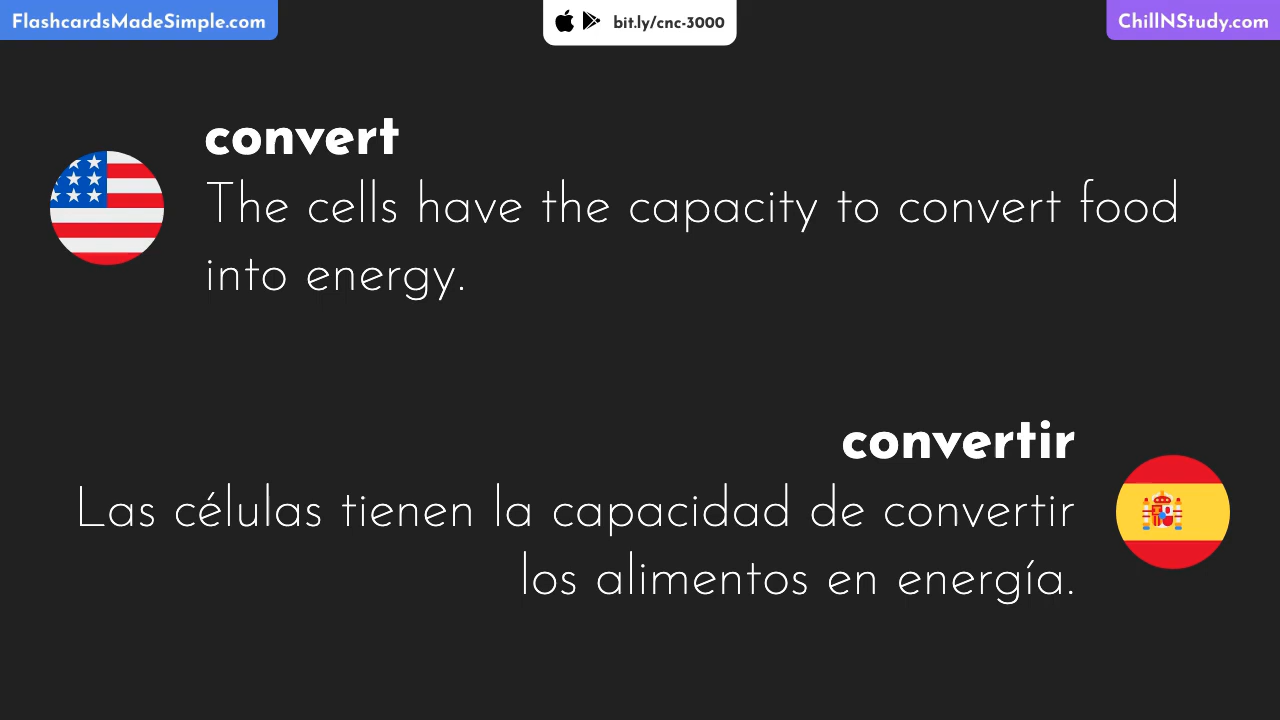 FlashcardsMadeSimple.com
bit.ly/cnc-3000
ChillNStudy.com
convert
The cells have the capacity to convert food
into energy.
convertir
Las células tienen la capacidad de convertir
los alimentos en energía.